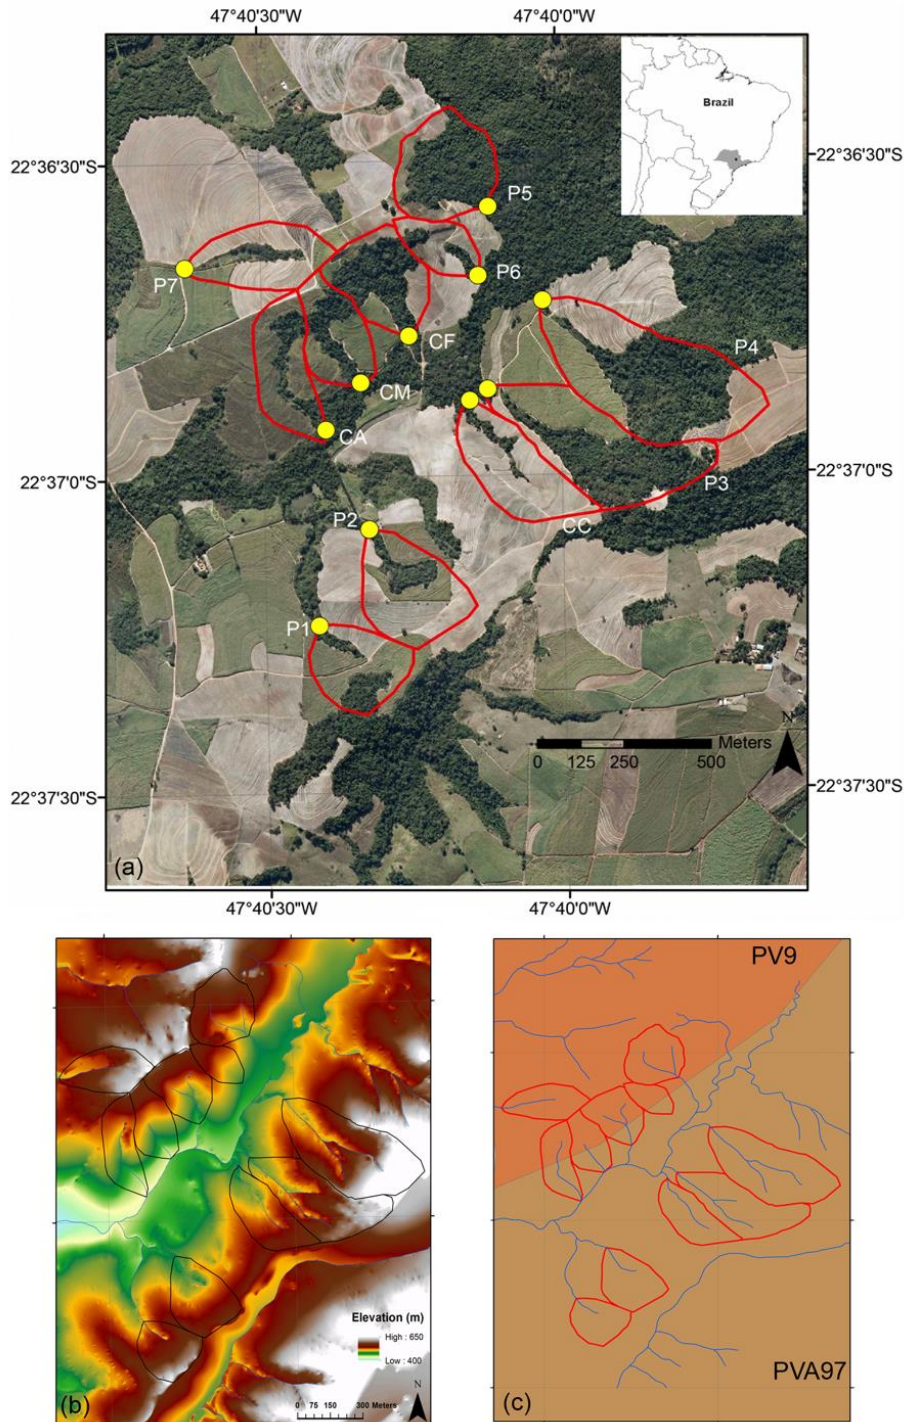 47°40'30"W 47°40'0"W
Brazil
22°36'30"S 22°36'30"S
P5
P6
P7
P4
CF
CM
CA
22°37'0"S 22°37'0"S
P3
CC
P2
P1
N
Meters
0 125 250 500
22°37'30"S 22°37'30"S
(a)
47°40'30"W 47°40'0"W
PV9
Elevation (m)
High : 650
Low : 400
N
0 75 150 300 Meters
(b)
PVA97
(c)